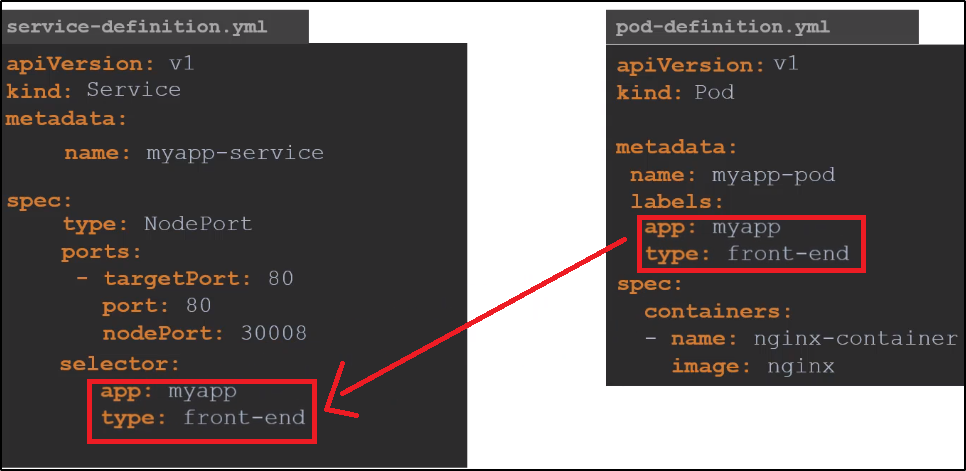 service-definition.yml
apiVersion: v1
kind: Service
metadata:
name: myapp-service
spec:
type: NodePort
ports:
- targetPort: 80
port: 80
nodePort: 30008
selector:
app: myapp
type: front-end
pod-definition.yml
apiVersion: v1
kind: Pod
metadata:
name: myapp-pod
labels:
app: myapp
type: front-end
spec:
containers:
- name: nginx-container
image: nginx